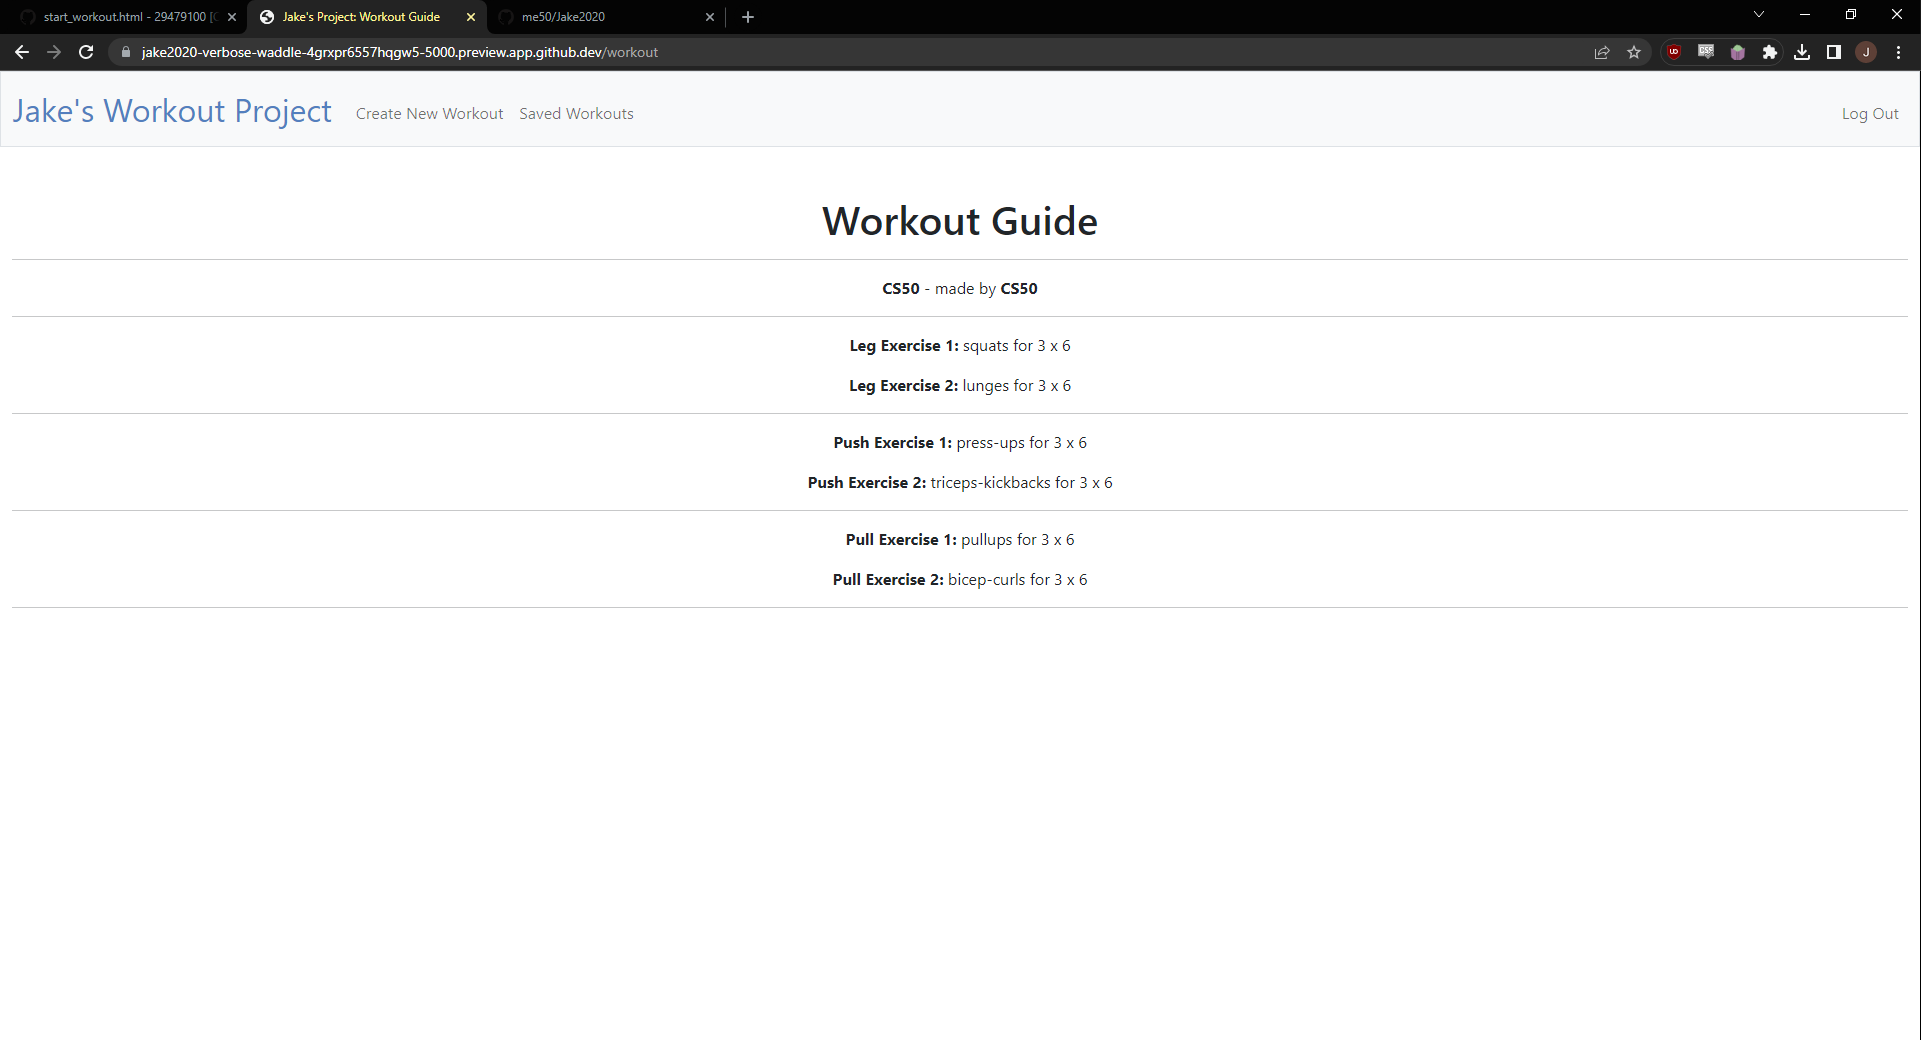 start_workout.html - 29479100 [C
Jake's Project: Workout Guide
me50/Jake2020
jake2020-verbose-waddle-4grxpr6557hqgw5-5000.preview.app.github.dev/workout
J
Jake's Workout Project Create New Workout Saved Workouts Log Out
Workout Guide
CS50 - made by CS50
Leg Exercise 1: squats for 3 x 6
Leg Exercise 2: lunges for 3 x 6
Push Exercise 1: press-ups for 3 x 6
Push Exercise 2: triceps-kickbacks for 3 x 6
Pull Exercise 1: pullups for 3 x 6
Pull Exercise 2: bicep-curls for 3 x 6